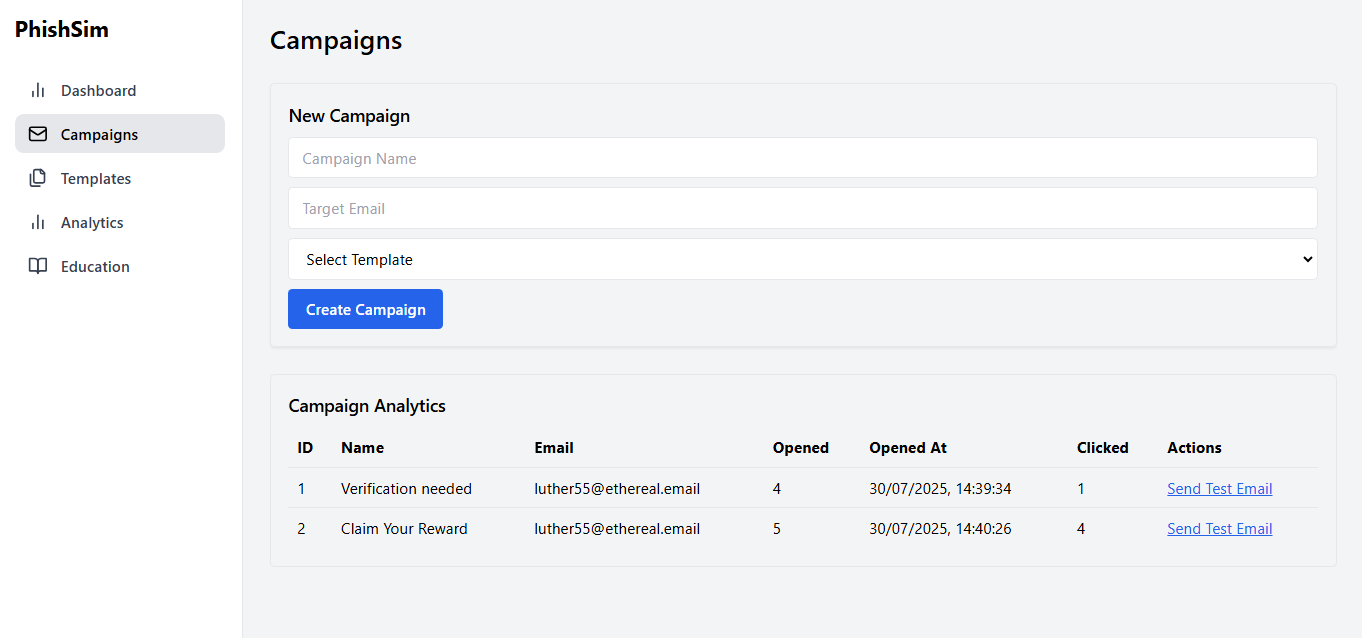 PhishSim
Dashboard
Campaigns
Templates
Analytics
Education
Campaigns
New Campaign
Campaign Name
Target Email
Select Template
Create Campaign
Campaign Analytics
ID Name Email Opened Opened At Clicked Actions
1 Verification needed luther55@ethereal.email 4 30/07/2025, 14:39:34 1 Send Test Email
2 Claim Your Reward luther55@ethereal.email 5 30/07/2025, 14:40:26 4 Send Test Email